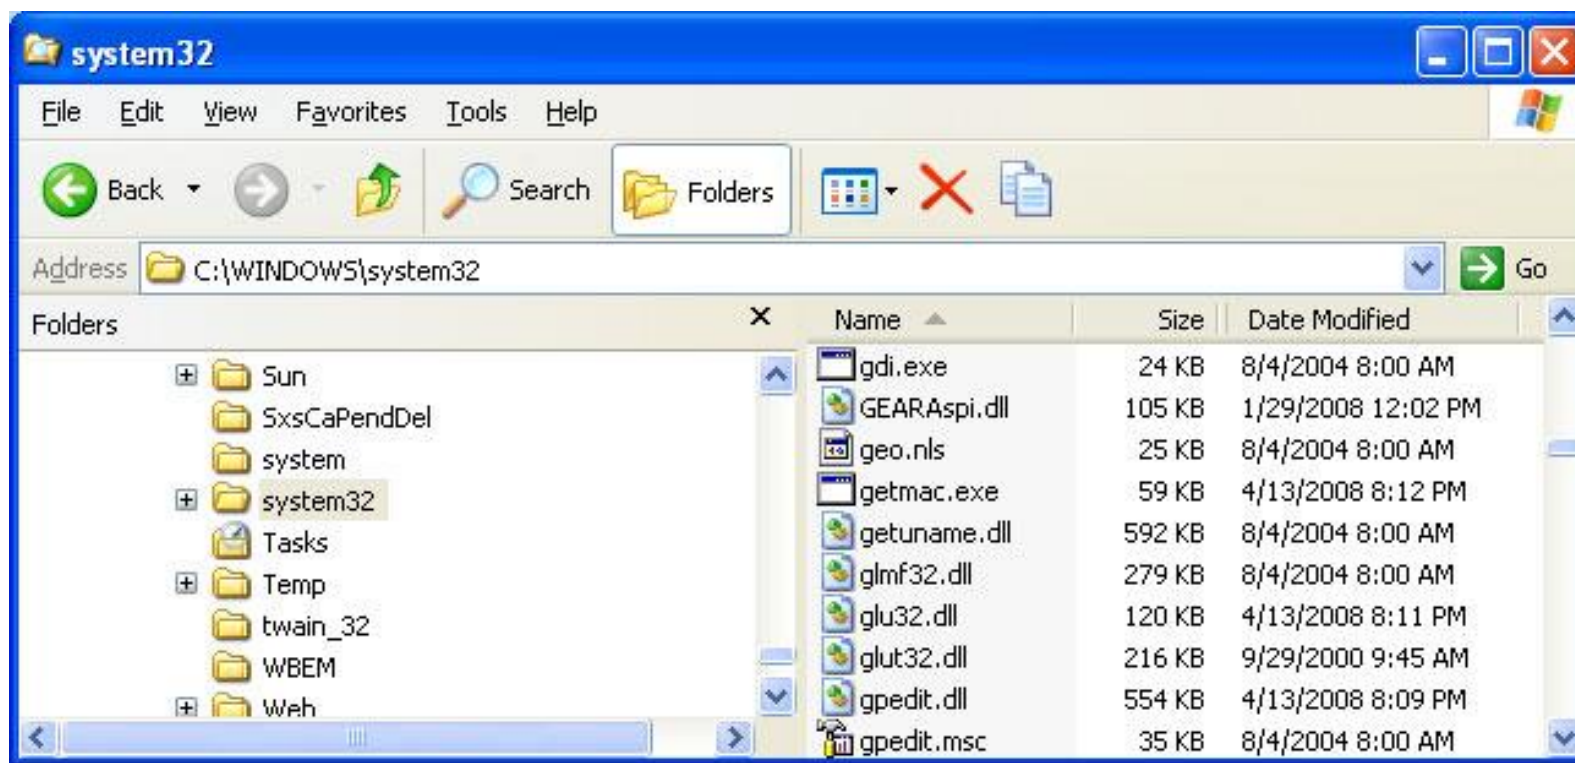 system32
File Edit View Favorites Tools Help
Back Search Folders
Address C:\WINDOWS\system32 Go
Folders
Sun
SxsCaPendDel
system
system32
Tasks
Temp
twain_32
WBEM
Web
Name Size Date Modified
gdi.exe 24 KB 8/4/2004 8:00 AM
GEARAspi.dll 105 KB 1/29/2008 12:02 PM
geo.nls 25 KB 8/4/2004 8:00 AM
getmac.exe 59 KB 4/13/2008 8:12 PM
getuname.dll 592 KB 8/4/2004 8:00 AM
glmf32.dll 279 KB 8/4/2004 8:00 AM
glu32.dll 120 KB 4/13/2008 8:11 PM
glut32.dll 216 KB 9/29/2000 9:45 AM
gpedit.dll 554 KB 4/13/2008 8:09 PM
gpedit.msc 35 KB 8/4/2004 8:00 AM